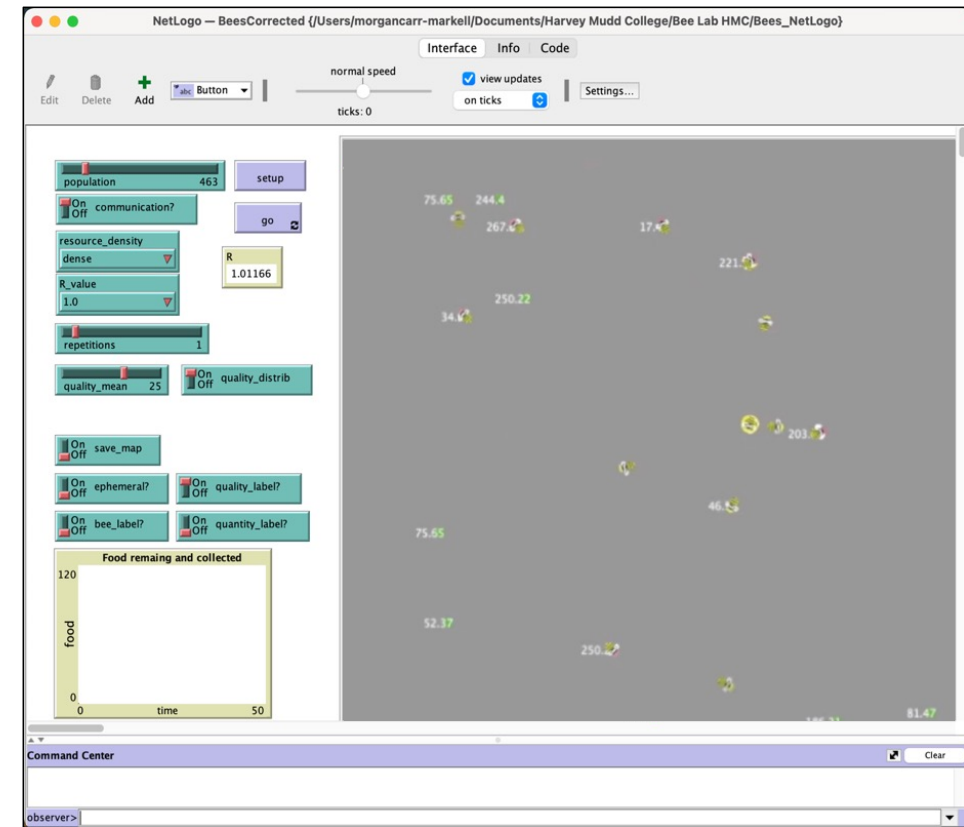 NetLogo — BeesCorrected {/Users/morgancarr-markell/Documents/Harvey Mudd College/Bee Lab HMC/Bees_NetLogo}
Interface Info Code
Edit Delete Add abc Button
normal speed
ticks: 0
view updates
on ticks
Settings...
population 463
setup
On
Off communication?
go
resource_density
dense
R
1.01166
R_value
1.0
repetitions 1
quality_mean 25
On
Off quality_distrib
On
Off save_map
On
Off ephemeral?
On
Off quality_label?
On
Off bee_label?
On
Off quantity_label?
Food remaing and collected
120
food
0
0 time 50
75.65 244.4
267.
17.4
221.
250.22
34.
203.
46.
75.65
52.37
250.
81.47
Command Center
Clear
observer>